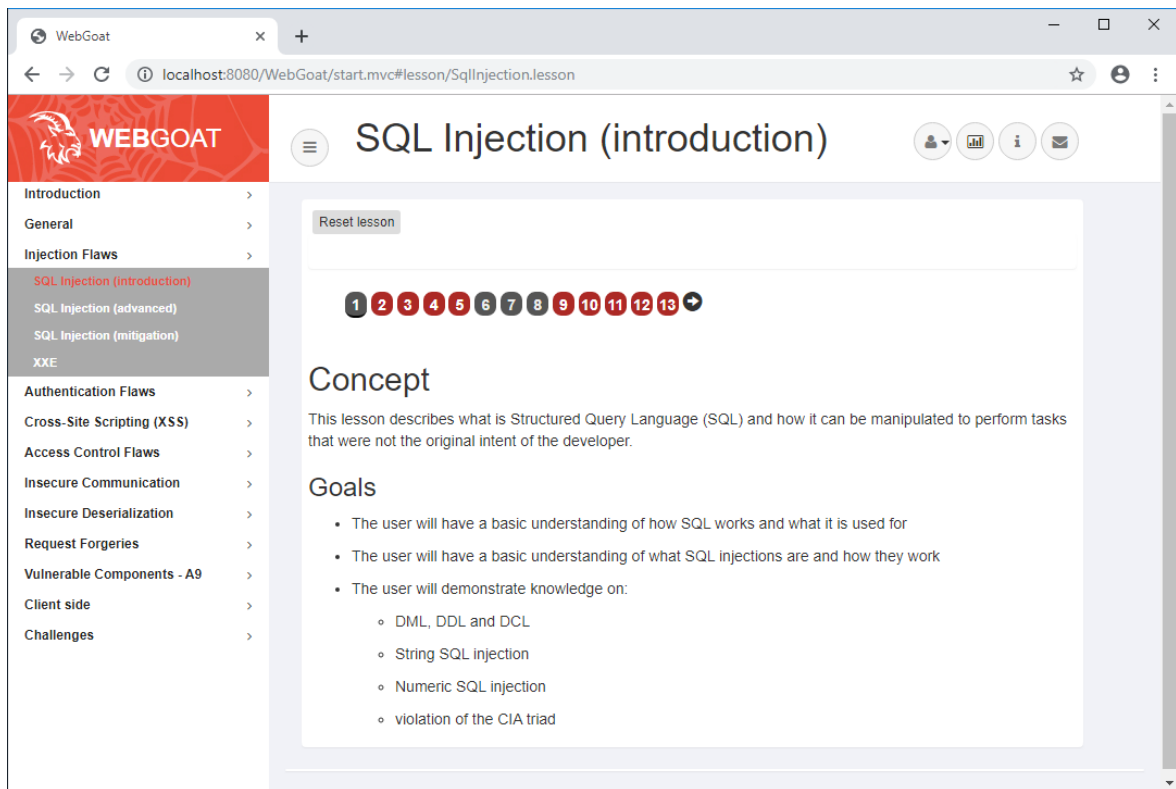 WebGoat
localhost:8080/WebGoat/start.mvc#lesson/SqlInjection.lesson
WEBGOAT
SQL Injection (introduction)
Introduction
General
Injection Flaws
SQL Injection (introduction)
SQL Injection (advanced)
SQL Injection (mitigation)
XXE
Authentication Flaws
Cross-Site Scripting (XSS)
Access Control Flaws
Insecure Communication
Insecure Deserialization
Request Forgeries
Vulnerable Components - A9
Client side
Challenges
Reset lesson
1 2 3 4 5 6 7 8 9 10 11 12 13
Concept
This lesson describes what is Structured Query Language (SQL) and how it can be manipulated to perform tasks
that were not the original intent of the developer.
Goals
• The user will have a basic understanding of how SQL works and what it is used for
• The user will have a basic understanding of what SQL injections are and how they work
• The user will demonstrate knowledge on:
◦ DML, DDL and DCL
◦ String SQL injection
◦ Numeric SQL injection
◦ violation of the CIA triad